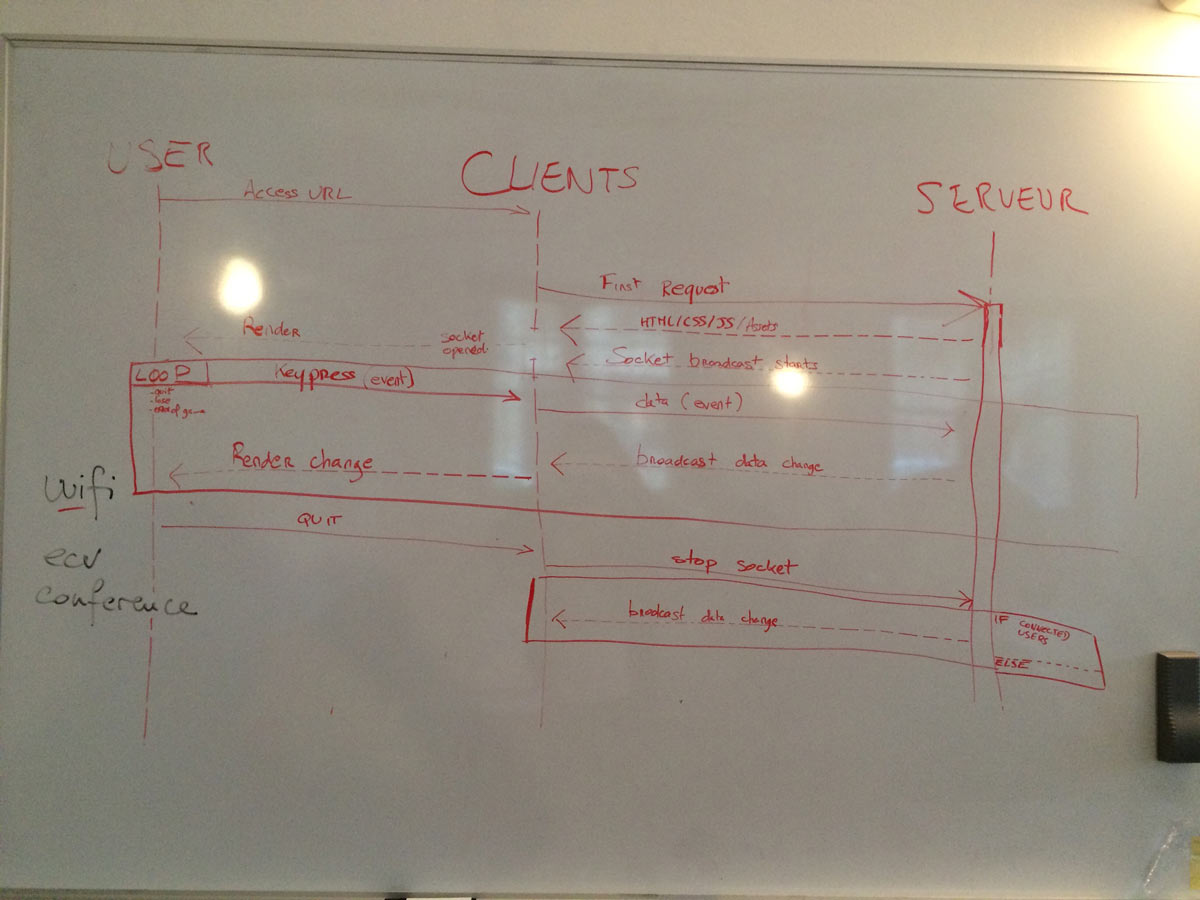 USER
CLIENTS
SERVEUR
Access URL
First Request
HTML/CSS/JS/Assets
Render
socket
opened
Socket broadcast starts
LOOP
- quit
- lose
- end of game
Keypress (event)
data (event)
Render change
broadcast data change
wifi
QUIT
ecv
conference
stop socket
broadcast data change
IF CONNECTED
USERS
ELSE